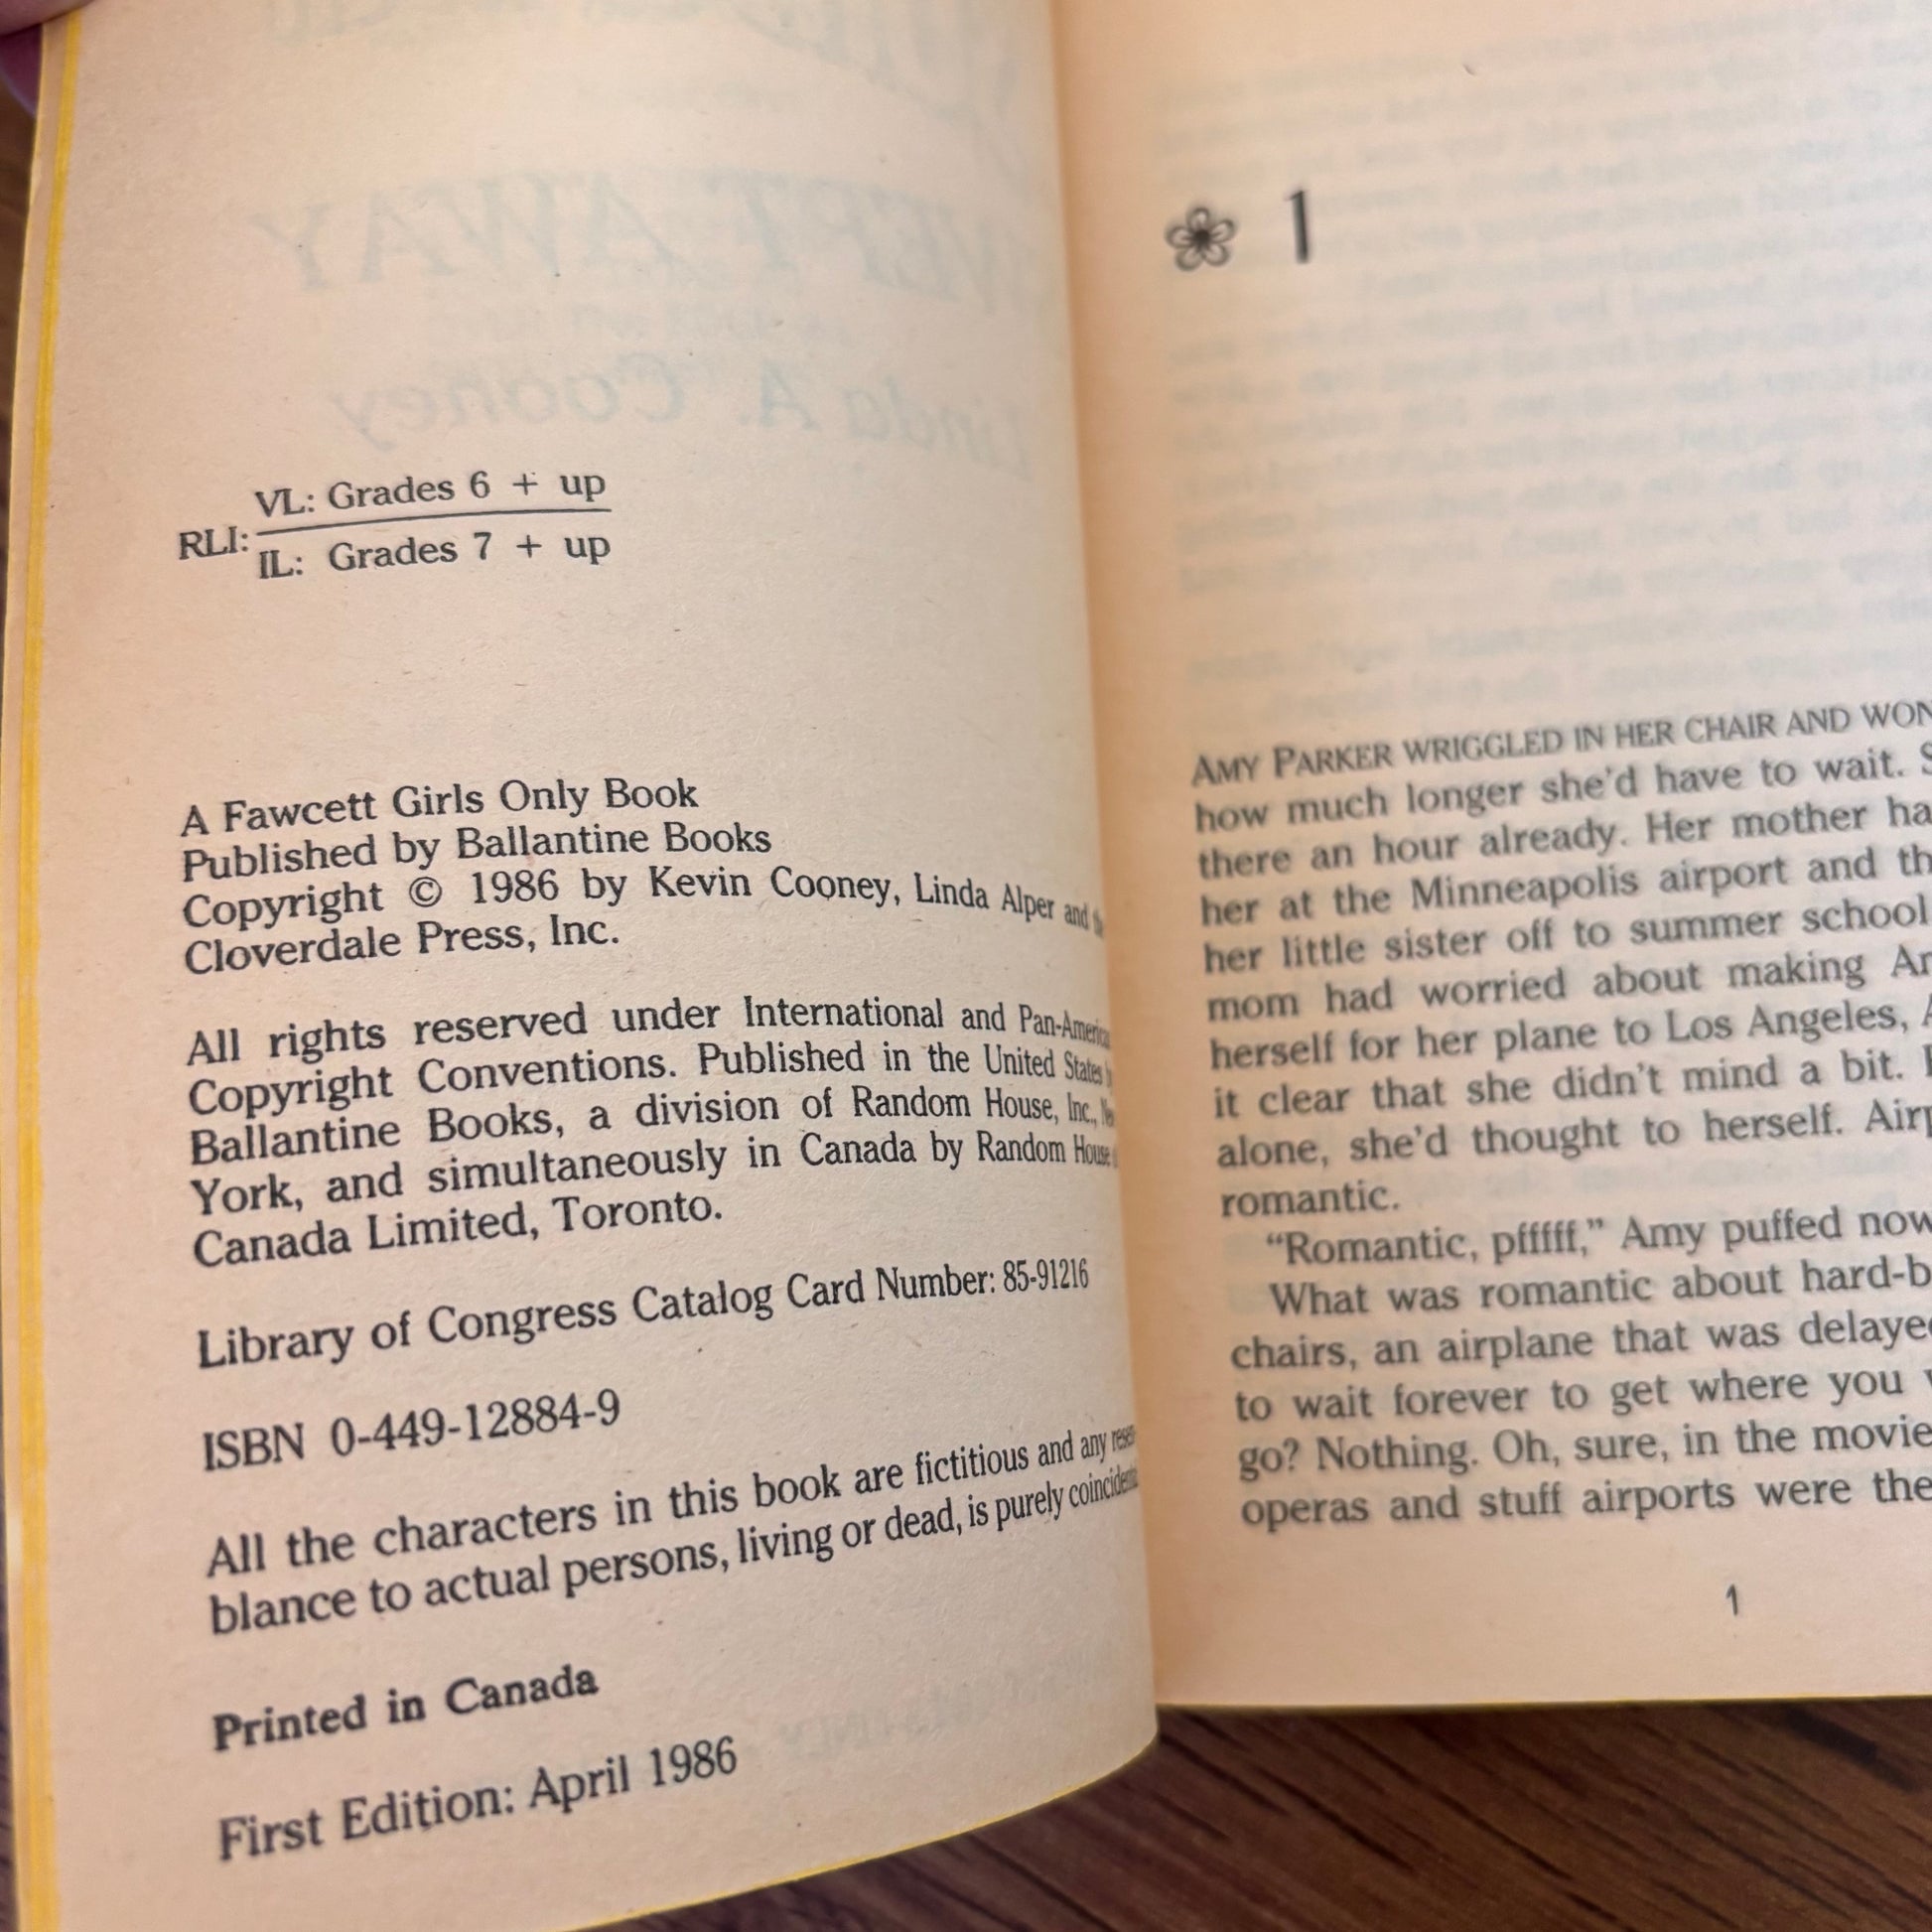 VL: Grades 6 + up
RLI:
IL: Grades 7 + up
A Fawcett Girls Only Book
Published by Ballantine Books
Copyright © 1986 by Kevin Cooney, Linda Alper and
Cloverdale Press, Inc.
All rights reserved under International and Pan-America
Copyright Conventions. Published in the United States
Ballantine Books, a division of Random House, Inc.,
York, and simultaneously in Canada by Random House
Canada Limited, Toronto.
Library of Congress Catalog Card Number: 85-91216
ISBN 0-449-12884-9
All the characters in this book are fictitious and any resem-
blance to actual persons, living or dead, is purely coincidental
Printed in Canada
First Edition: April 1986
1
AMY PARKER WRIGGLED IN HER CHAIR AND WON
how much longer she'd have to wait. S
there an hour already. Her mother ha
her at the Minneapolis airport and th
her little sister off to summer school
mom had worried about making Am
herself for her plane to Los Angeles, A
it clear that she didn't mind a bit.
alone, she'd thought to herself. Airp
romantic.
"Romantic, pfffff," Amy puffed now
What was romantic about hard-b
chairs, an airplane that was delayed
to wait forever to get where you w
go? Nothing. Oh, sure, in the movie
operas and stuff airports were the
1